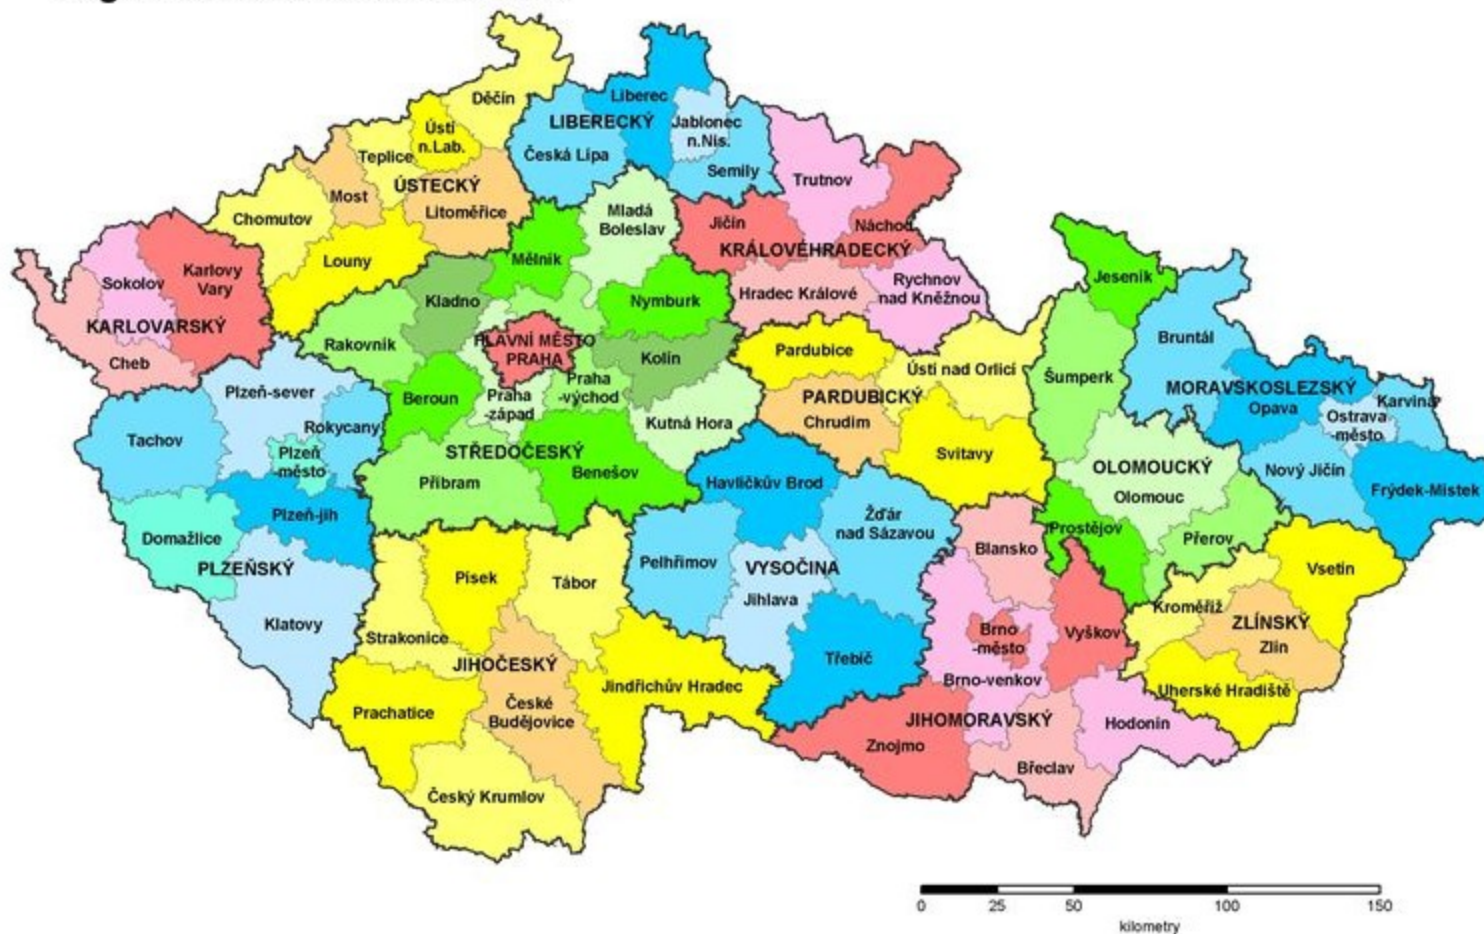 Děčín
Liberec
LIBERECKÝ
Jablonec
n.Nis.
Ústí
n.Lab.
Teplice
Česká Lípa
Semily
Trutnov
ÚSTECKÝ
Most
Litoměřice
Chomutov
Mladá
Boleslav
Jičín
Náchod
KRÁLOVÉHRADECKÝ
Louny
Mělník
Sokolov
Karlovy
Vary
Kladno
Nymburk
Hradec Králové
Rychnov
nad Kněžnou
Jeseník
KARLOVARSKÝ
Cheb
Rakovník
HLAVNÍ MĚSTO
PRAHA
Kolín
Pardubice
Ústí nad Orlicí
Šumperk
Bruntál
Plzeň-sever
Beroun
Praha
-západ
Praha
-východ
Kutná Hora
PARDUBICKÝ
Chrudim
MORAVSKOSLEZSKÝ
Opava
Karviná
Ostrava
-město
Tachov
Rokycany
Plzeň
-město
STŘEDOČESKÝ
Příbram
Benešov
Havlíčkův Brod
Svitavy
OLOMOUCKÝ
Olomouc
Nový Jičín
Frýdek-Místek
Plzeň-jih
Domažlice
PLZEŇSKÝ
Žďár
nad Sázavou
Prostějov
Přerov
Blansko
Písek
Tábor
Pelhřimov
VYSOČINA
Jihlava
Vsetín
Kroměříž
ZLÍNSKÝ
Zlín
Klatovy
Strakonice
JIHOČESKÝ
Třebíč
Brno
-město
Vyškov
Brno-venkov
Uherské Hradiště
Prachatice
České
Budějovice
Jindřichův Hradec
JIHOMORAVSKÝ
Znojmo
Hodonín
Břeclav
Český Krumlov
0 25 50 100 150
kilometry